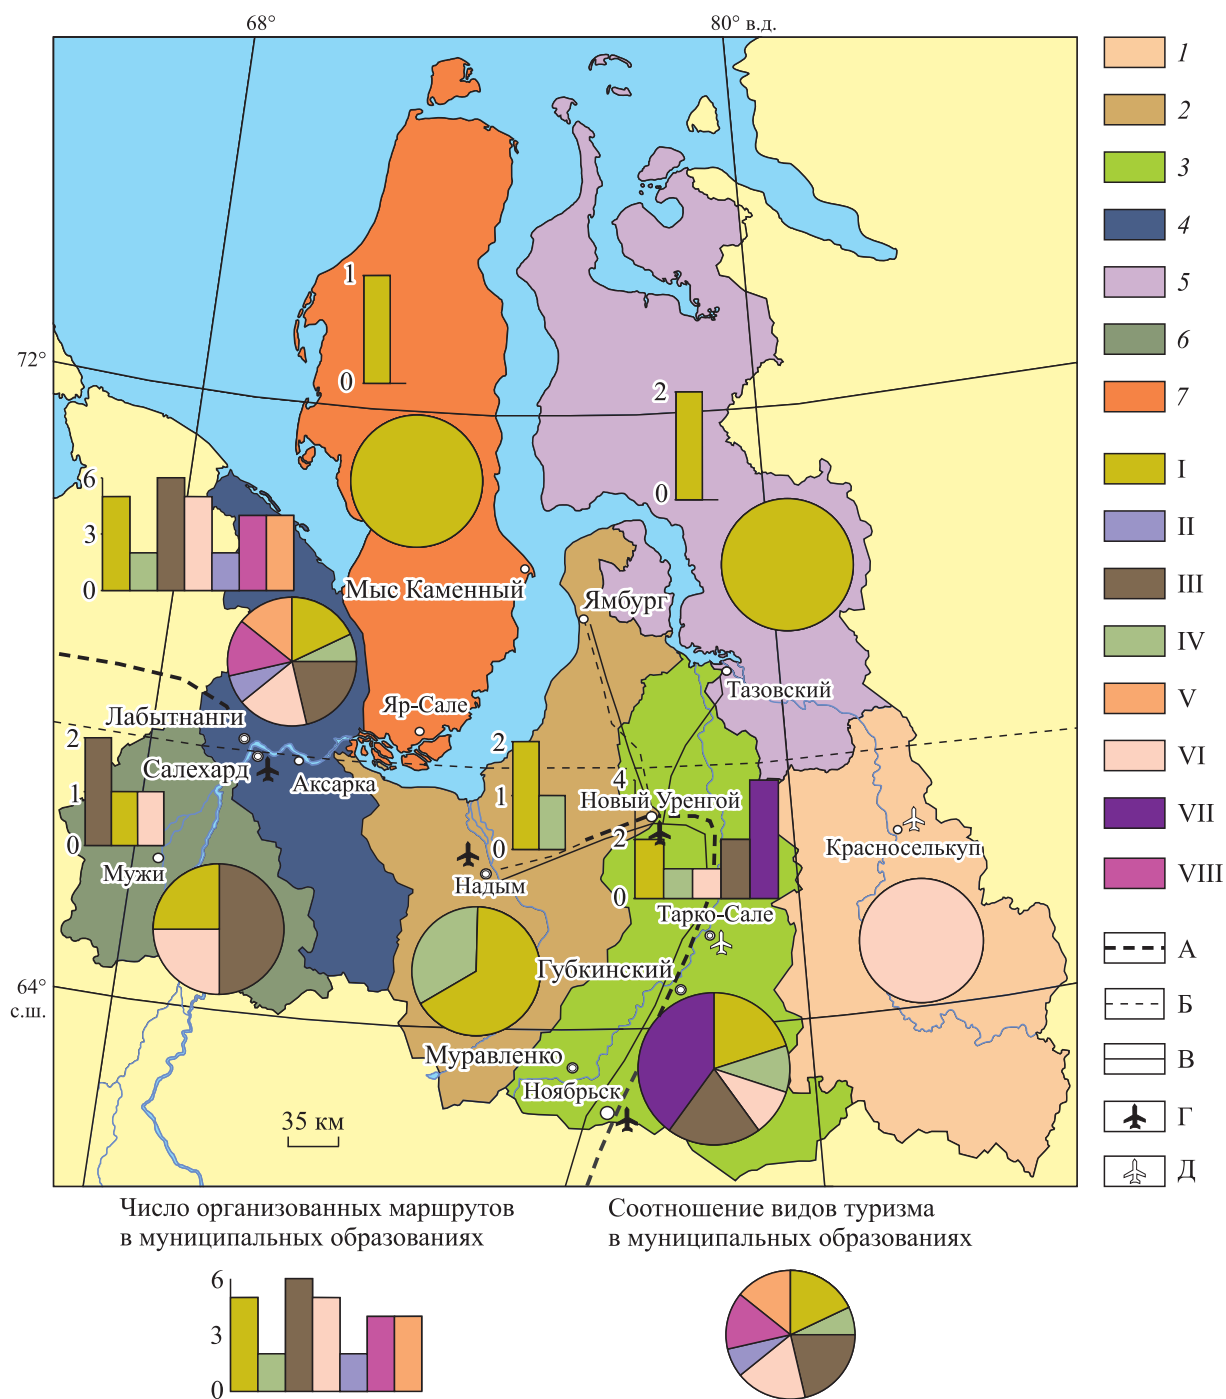 68°
80° в.д.
1
2
3
4
5
6
7
I
II
III
IV
V
VI
VII
VIII
А
Б
В
Г
Д
72°
64°
с.ш.
1
0
2
0
6
3
0
Мыс Каменный
Ямбург
Тазовский
Яр-Сале
Лабытнанги
Салехард
Аксарка
2
1
0
Мужи
2
1
0
Надым
4
2
0
Новый Уренгой
Красноселькуп
Тарко-Сале
Губкинский
Муравленко
Ноябрьск
35 км
Число организованных маршрутов
в муниципальных образованиях
6
3
0
Соотношение видов туризма
в муниципальных образованиях